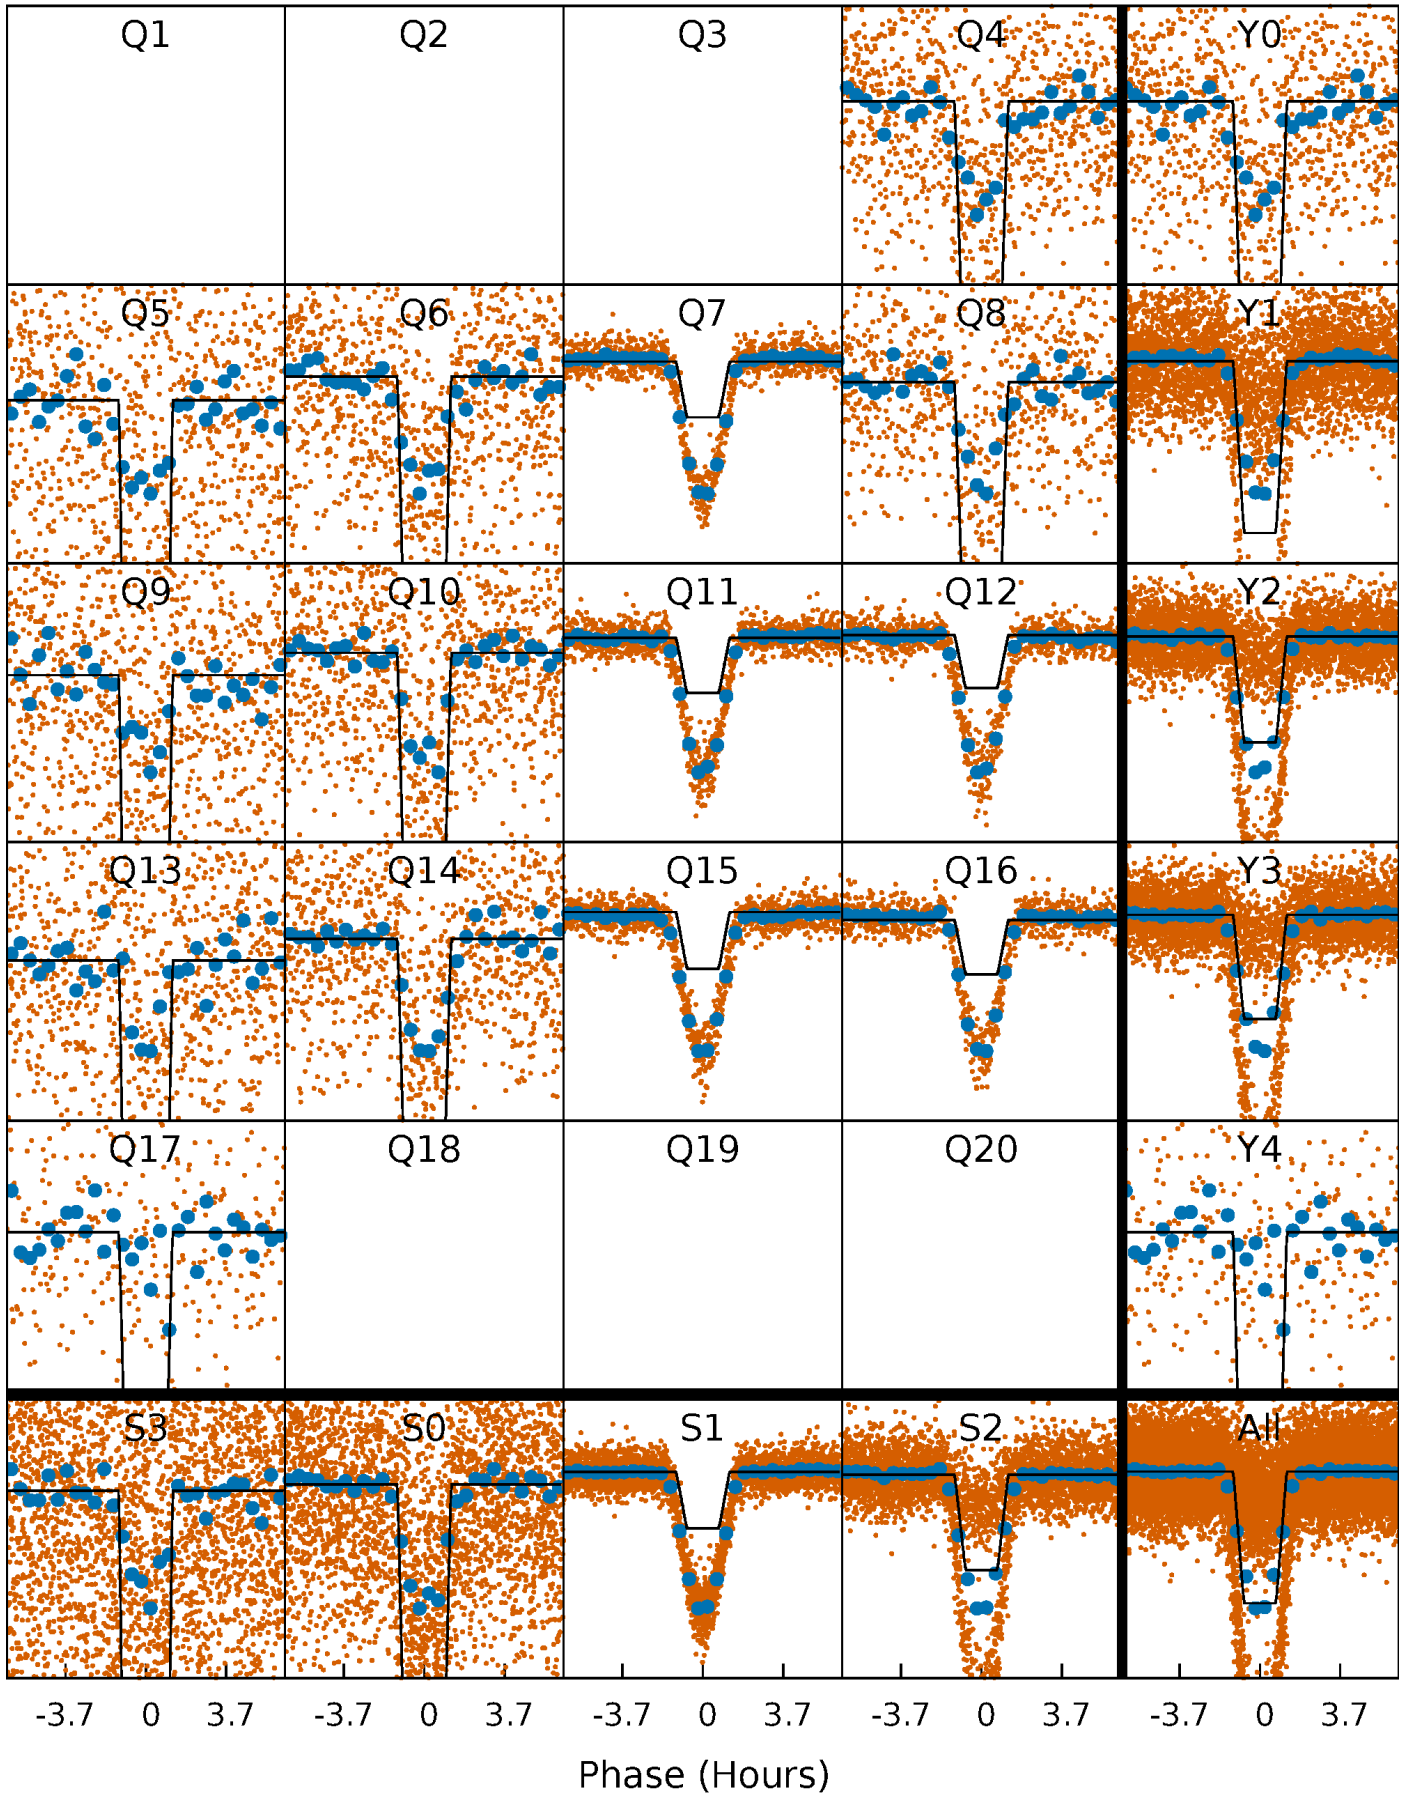 Q1 Q2 Q3 Q4 Y0
Q5 Q6 Q7 Q8 Y1
Q9 Q10 Q11 Q12 Y2
Q13 Q14 Q15 Q16 Y3
Q17 Q18 Q19 Q20 Y4
S3 S0 S1 S2 All
-3.7 0 3.7 -3.7 0 3.7 -3.7 0 3.7 -3.7 0 3.7 -3.7 0 3.7
Phase (Hours)